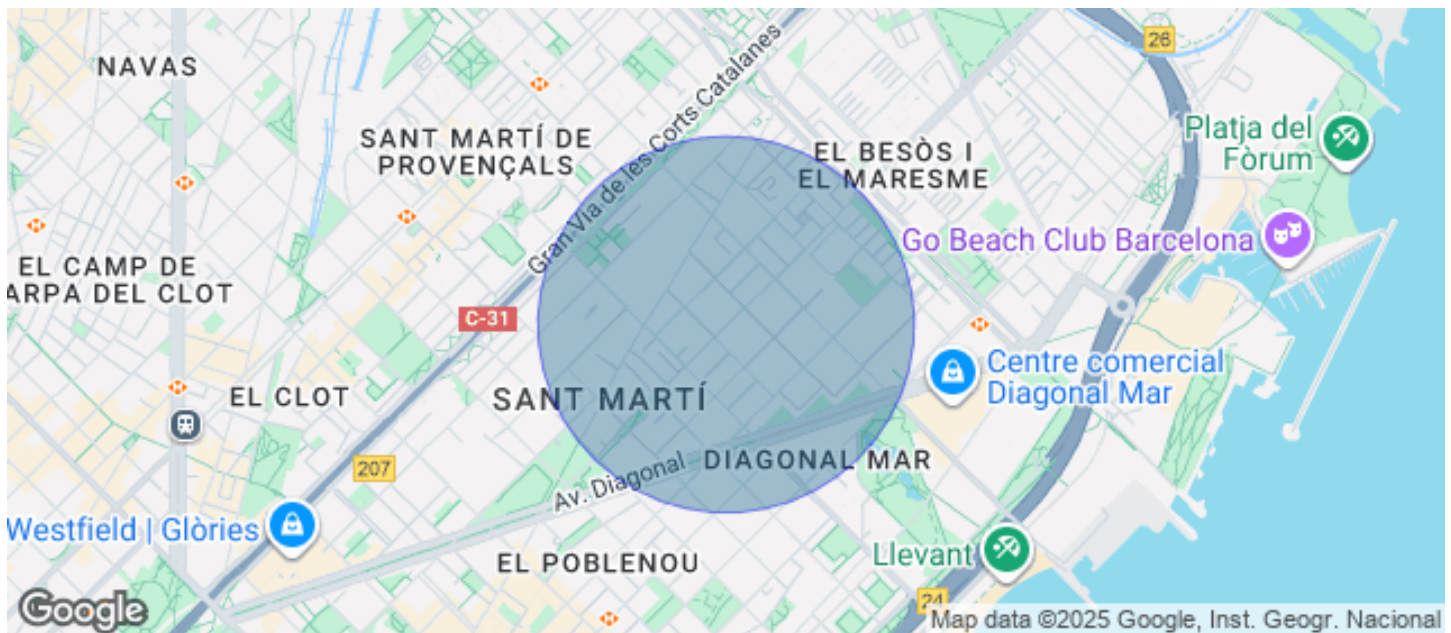 NAVAS
26
SANT MARTÍ DE
PROVENÇALS
Gran Via de les Corts Catalanes
EL BESÒS I
EL MARESME
Platja del
Fòrum
Go Beach Club Barcelona
EL CAMP DE
ARPA DEL CLOT
C-31
Centre comercial
Diagonal Mar
EL CLOT
SANT MARTÍ
207
Av. Diagonal
DIAGONAL MAR
Westfield | Glòries
EL POBLENOU
Llevant
24
Google
Map data ©2025 Google, Inst. Geogr. Nacional